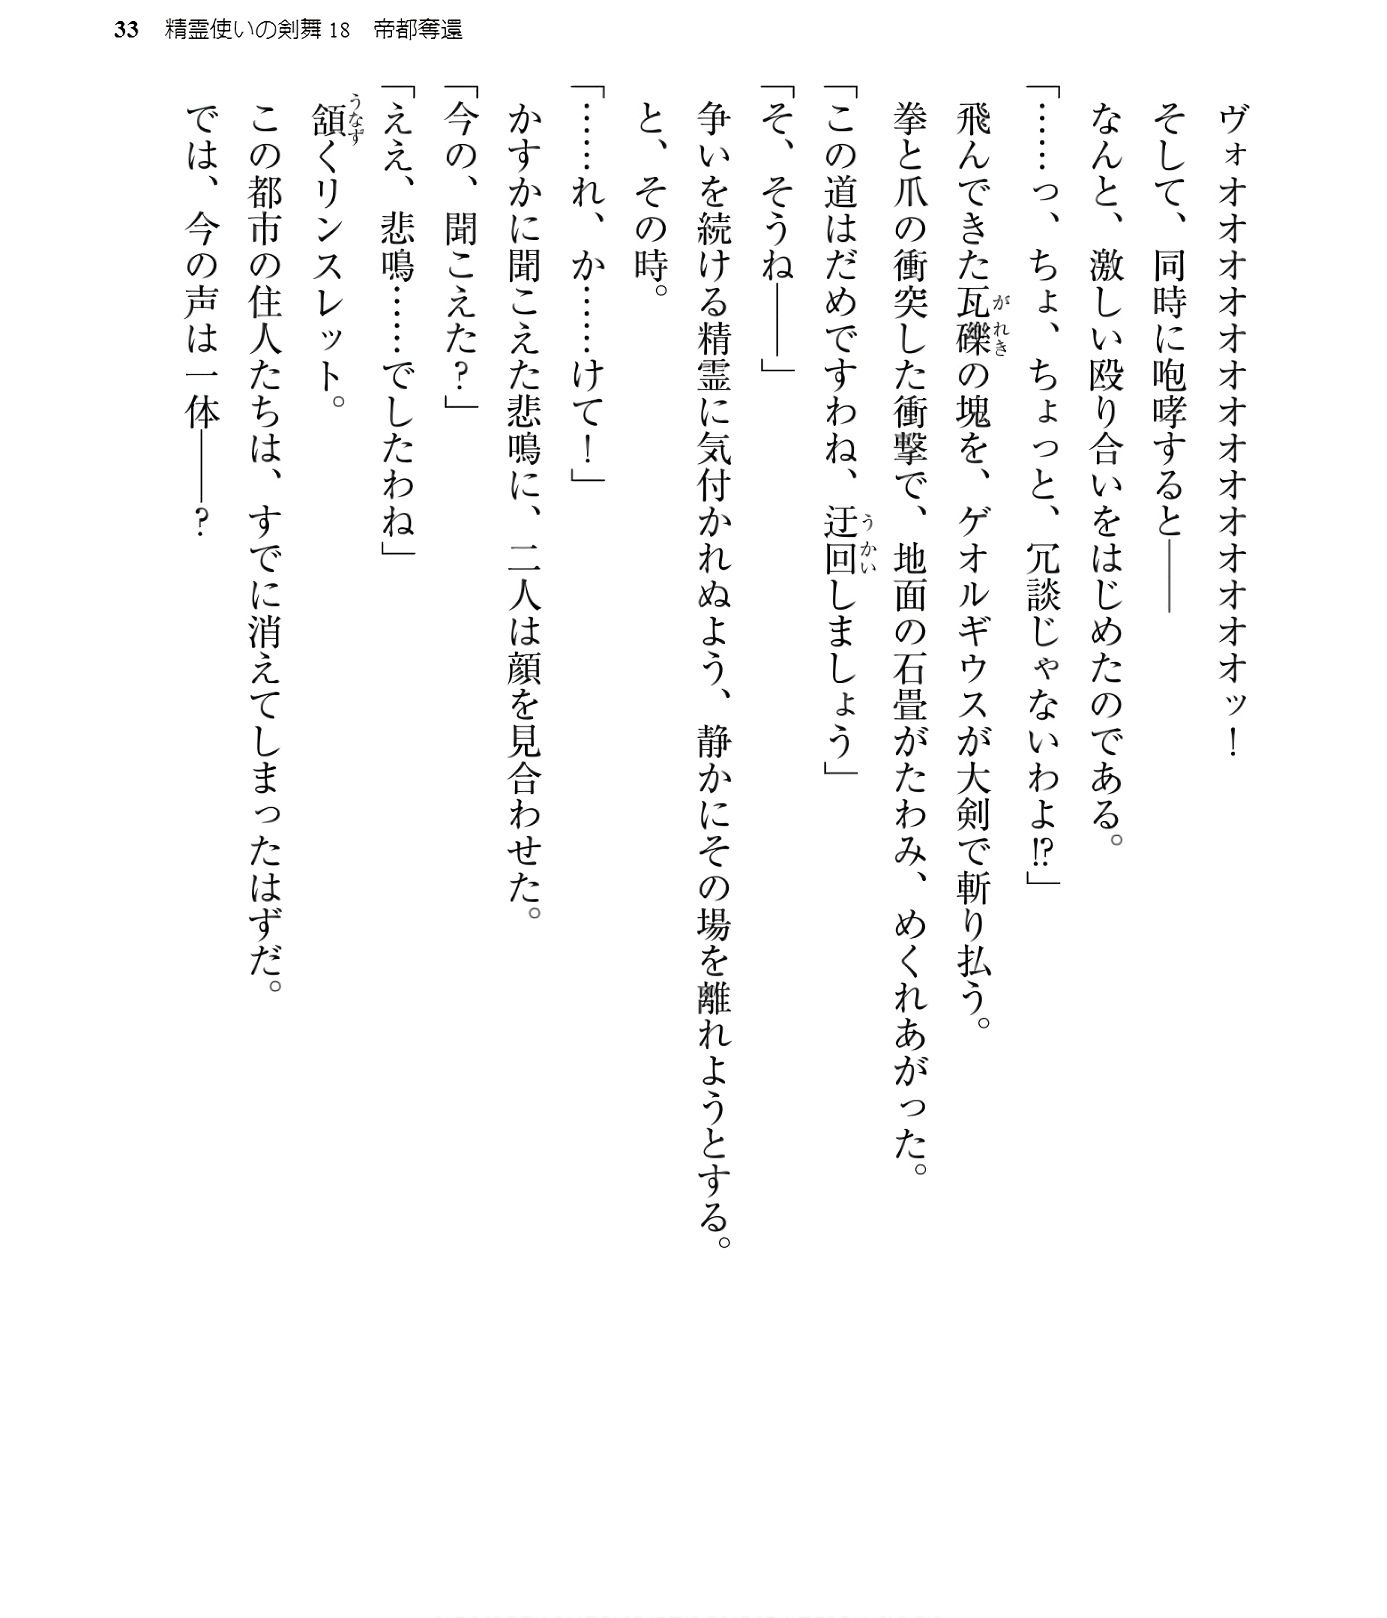 33 精霊使いの剣舞18 帝都奪還
ヴォオオオオオオオオオオオオオオオッ！
そして、同時に咆哮すると――
なんと、激しい殴り合いをはじめたのである。
「……っ、ちょ、ちょっと、冗談じゃないわよ!?」
飛んできた瓦礫の塊を、ゲオルギウスが大剣で斬り払う。
拳と爪の衝突した衝撃で、地面の石畳がたわみ、めくれあがった。
「この道はだめですわね、迂回しましょう」
「そ、そうね――」
争いを続ける精霊に気付かれぬよう、静かにその場を離れようとする。
と、その時。
「……れ、か……けて！」
かすかに聞こえた悲鳴に、二人は顔を見合わせた。
「今の、聞こえた？」
「ええ、悲鳴……でしたわね」
頷くリンスレット。
この都市の住人たちは、すでに消えてしまったはずだ。
では、今の声は一体――？